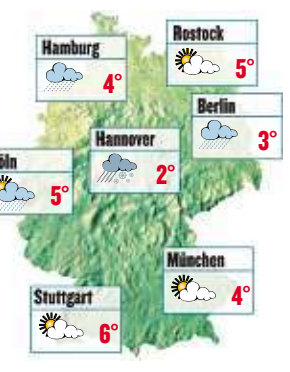 Rostock
5°
Hamburg
4°
Berlin
3°
Hannover
2°
öln
5°
München
4°
Stuttgart
6°